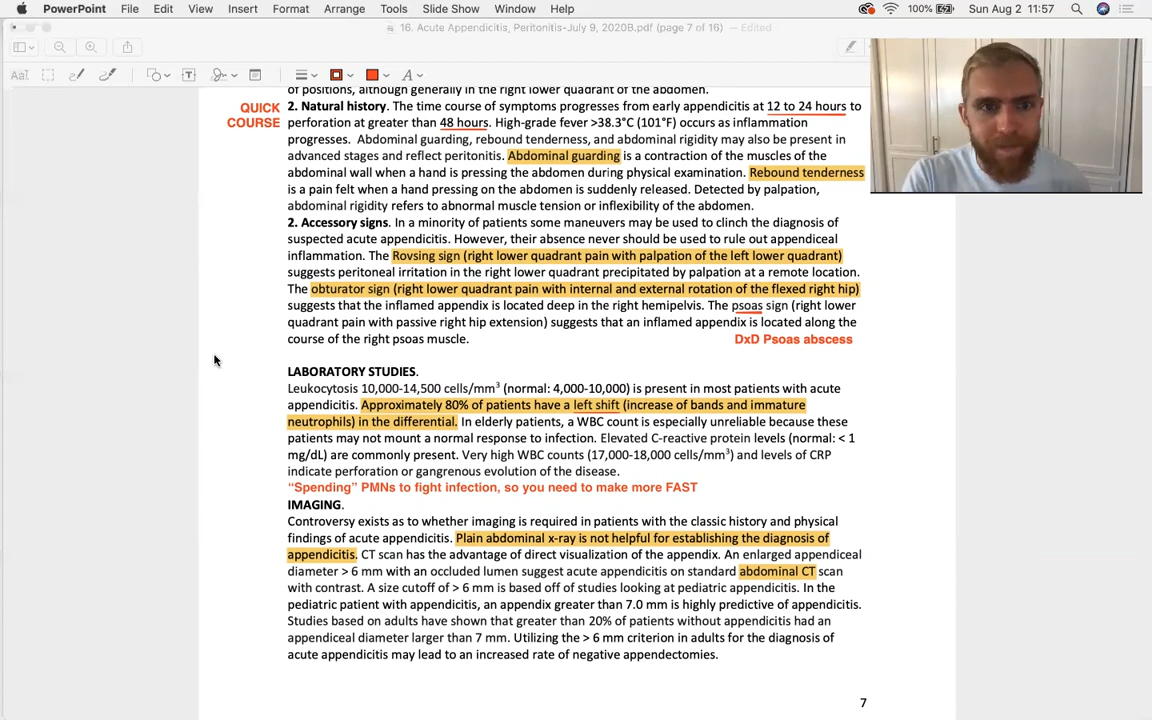 PowerPoint File Edit View Insert Format Arrange Tools Slide Show Window Help 100% Sun Aug 2 11:57
16. Acute Appendicitis, Peritonitis-July 9, 2020B.pdf (page 7 of 16) — Edited
of positions, although generally in the right lower quadrant of the abdomen.
QUICK COURSE
2. Natural history. The time course of symptoms progresses from early appendicitis at 12 to 24 hours to
perforation at greater than 48 hours. High-grade fever >38.3°C (101°F) occurs as inflammation
progresses. Abdominal guarding, rebound tenderness, and abdominal rigidity may also be present in
advanced stages and reflect peritonitis. Abdominal guarding is a contraction of the muscles of the
abdominal wall when a hand is pressing the abdomen during physical examination. Rebound tenderness
is a pain felt when a hand pressing on the abdomen is suddenly released. Detected by palpation,
abdominal rigidity refers to abnormal muscle tension or inflexibility of the abdomen.
2. Accessory signs. In a minority of patients some maneuvers may be used to clinch the diagnosis of
suspected acute appendicitis. However, their absence never should be used to rule out appendiceal
inflammation. The Rovsing sign (right lower quadrant pain with palpation of the left lower quadrant)
suggests peritoneal irritation in the right lower quadrant precipitated by palpation at a remote location.
The obturator sign (right lower quadrant pain with internal and external rotation of the flexed right hip)
suggests that the inflamed appendix is located deep in the right hemipelvis. The psoas sign (right lower
quadrant pain with passive right hip extension) suggests that an inflamed appendix is located along the
course of the right psoas muscle.
DxD Psoas abscess
LABORATORY STUDIES.
Leukocytosis 10,000-14,500 cells/mm3 (normal: 4,000-10,000) is present in most patients with acute
appendicitis. Approximately 80% of patients have a left shift (increase of bands and immature
neutrophils) in the differential. In elderly patients, a WBC count is especially unreliable because these
patients may not mount a normal response to infection. Elevated C-reactive protein levels (normal: < 1
mg/dL) are commonly present. Very high WBC counts (17,000-18,000 cells/mm3) and levels of CRP
indicate perforation or gangrenous evolution of the disease.
“Spending” PMNs to fight infection, so you need to make more FAST
IMAGING.
Controversy exists as to whether imaging is required in patients with the classic history and physical
findings of acute appendicitis. Plain abdominal x-ray is not helpful for establishing the diagnosis of
appendicitis. CT scan has the advantage of direct visualization of the appendix. An enlarged appendiceal
diameter > 6 mm with an occluded lumen suggest acute appendicitis on standard abdominal CT scan
with contrast. A size cutoff of > 6 mm is based off of studies looking at pediatric appendicitis. In the
pediatric patient with appendicitis, an appendix greater than 7.0 mm is highly predictive of appendicitis.
Studies based on adults have shown that greater than 20% of patients without appendicitis had an
appendiceal diameter larger than 7 mm. Utilizing the > 6 mm criterion in adults for the diagnosis of
acute appendicitis may lead to an increased rate of negative appendectomies.
7